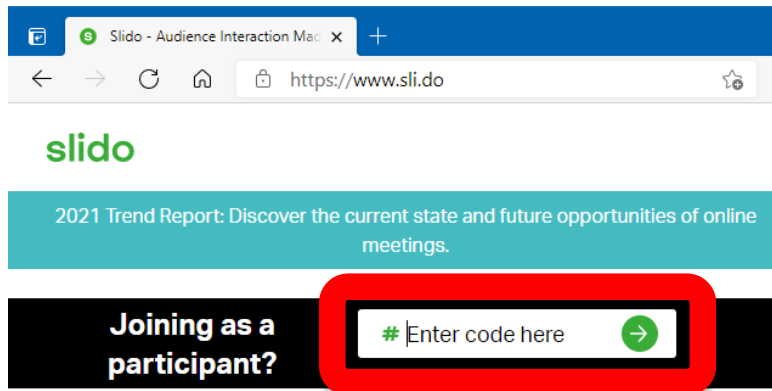 Slido - Audience Interaction Mac
https://www.sli.do
slido
2021 Trend Report: Discover the current state and future opportunities of online
meetings.
Joining as a
participant?
# Enter code here